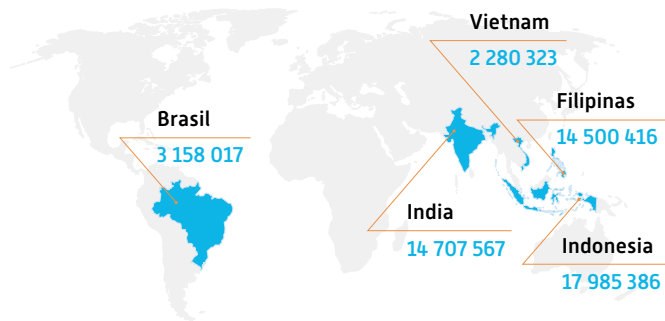 Vietnam
2 280 323
Filipinas
14 500 416
Brasil
3 158 017
India
14 707 567
Indonesia
17 985 386